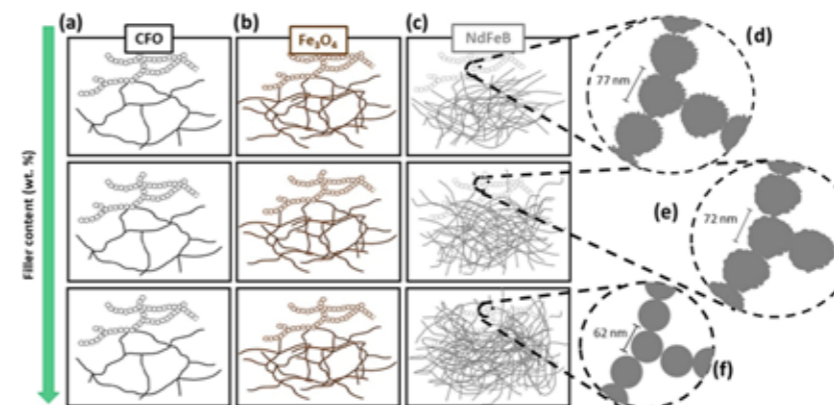 (a)
(b)
(c)
CFO
Fe₃O₄
NdFeB
(d)
77 nm
(e)
72 nm
62 nm
(f)
Filler content (wt. %)